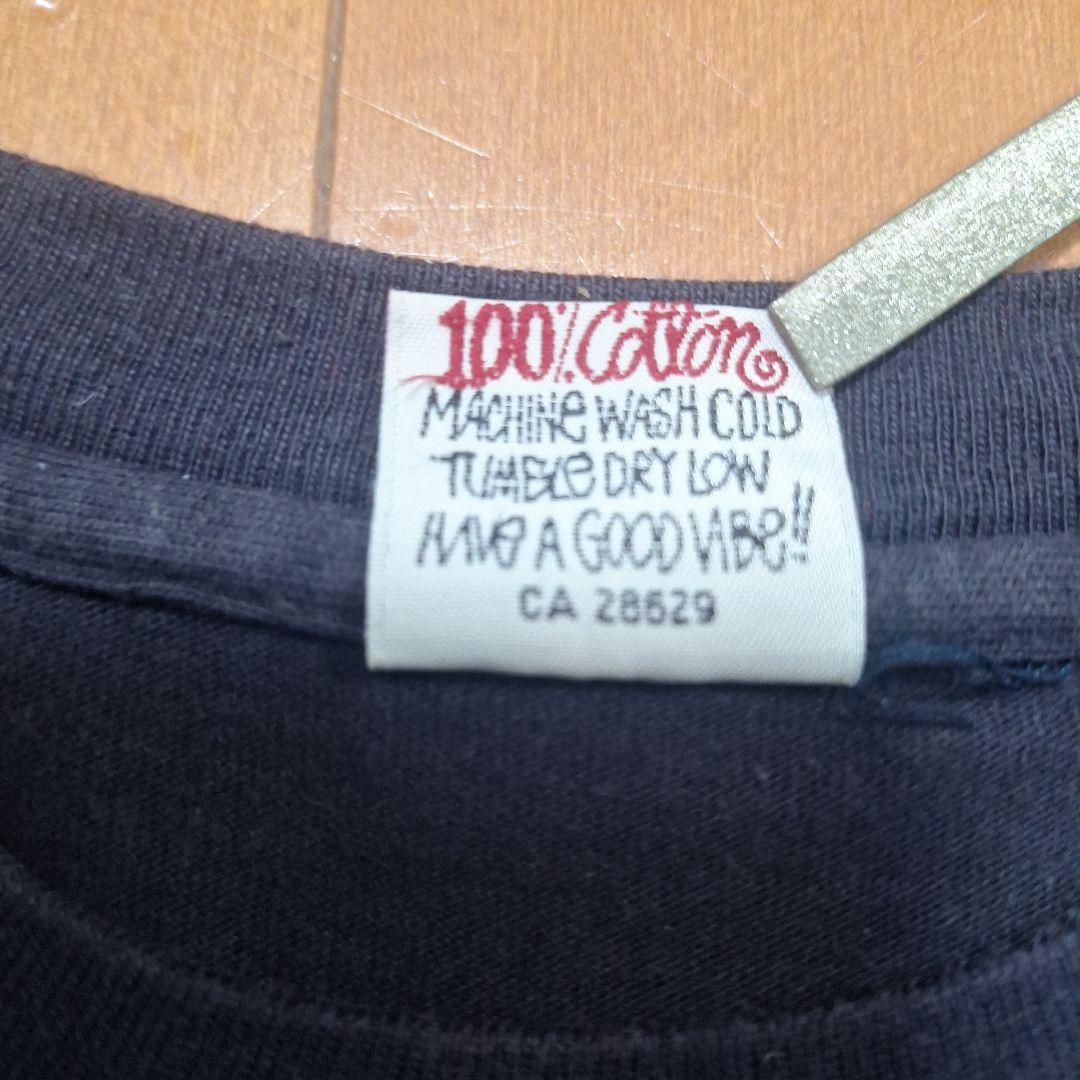 100% Cotton
MACHINE WASH COLD
TUMBLE DRY LOW
HAVE A GOOD VIBE!!
CA 28629